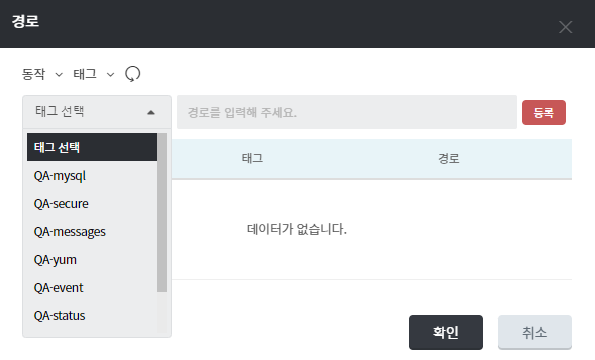 경로
동작 태그
태그 선택 경로를 입력해 주세요. 등록
태그 경로
태그 선택
QA-mysql
QA-secure
QA-messages
데이터가 없습니다.
QA-yum
QA-event
QA-status
확인 취소